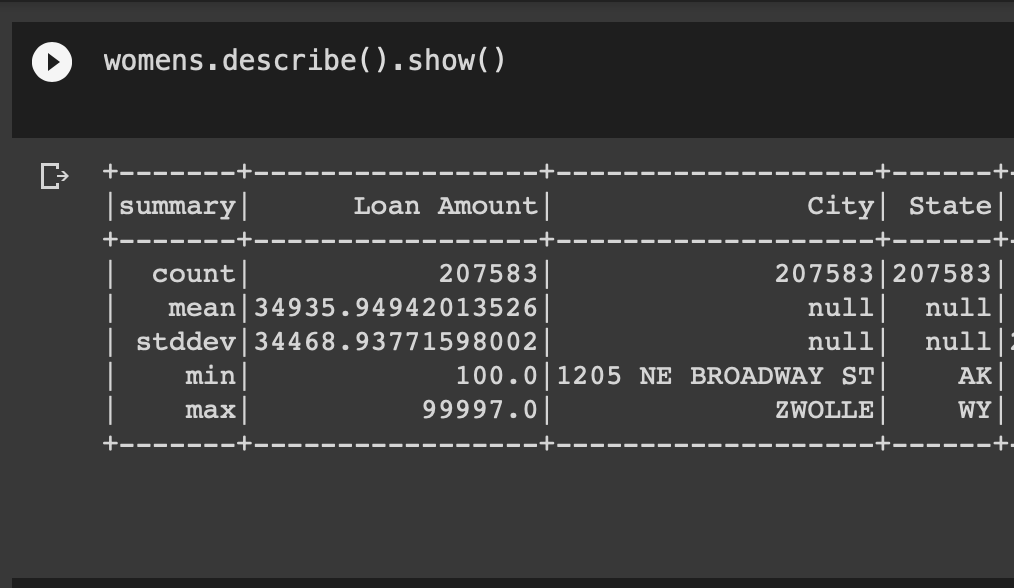 womens.describe().show()
+-------+-----------------+-------------------+------+-
|summary|      Loan Amount|               City| State|
+-------+-----------------+-------------------+------+-
|  count|           207583|             207583|207583|
|   mean|34935.94942013526|               null|  null|
| stddev|34468.93771598002|               null|  null|2
|    min|            100.0|1205 NE BROADWAY ST|    AK|
|    max|          99997.0|             ZWOLLE|    WY|
+-------+-----------------+-------------------+------+-